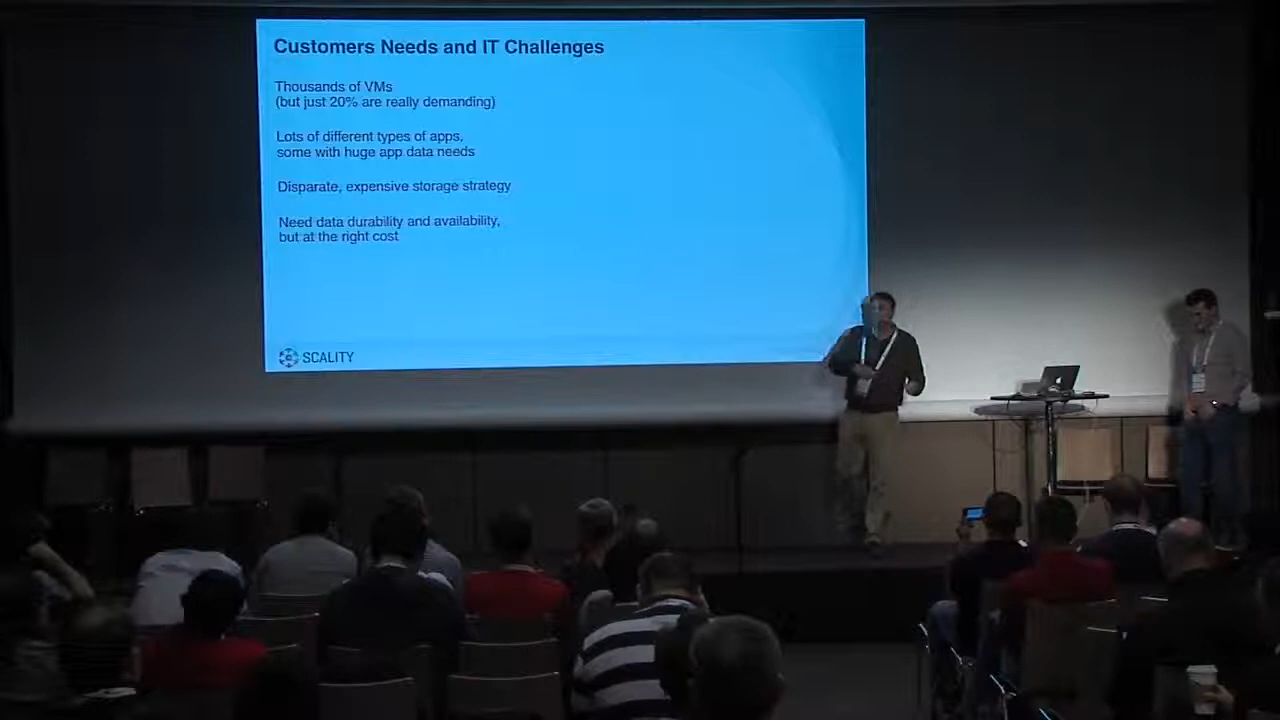 Customers Needs and IT Challenges
Thousands of VMs
(but just 20% are really demanding)
Lots of different types of apps,
some with huge app data needs
Disparate, expensive storage strategy
Need data durability and availability,
but at the right cost
SCALITY